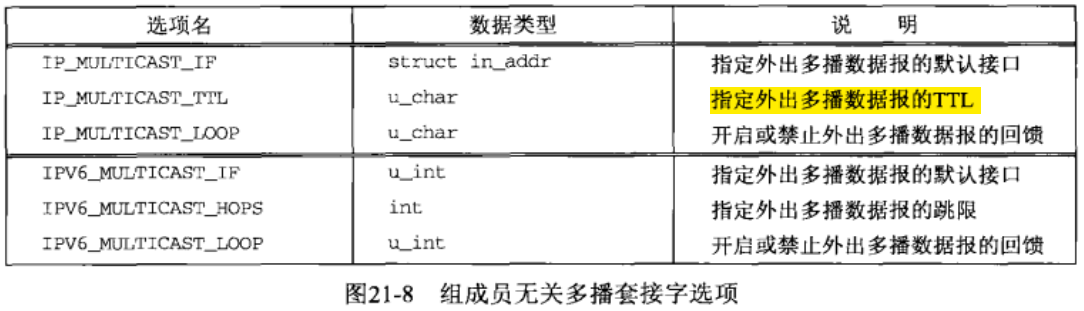 选项名 数据类型 说 明
IP_MULTICAST_IF struct in_addr 指定外出多播数据报的默认接口
IP_MULTICAST_TTL u_char 指定外出多播数据报的TTL
IP_MULTICAST_LOOP u_char 开启或禁止外出多播数据报的回馈
IPV6_MULTICAST_IF u_int 指定外出多播数据报的默认接口
IPV6_MULTICAST_HOPS int 指定外出多播数据报的跳限
IPV6_MULTICAST_LOOP u_int 开启或禁止外出多播数据报的回馈
图21-8 组成员无关多播套接字选项